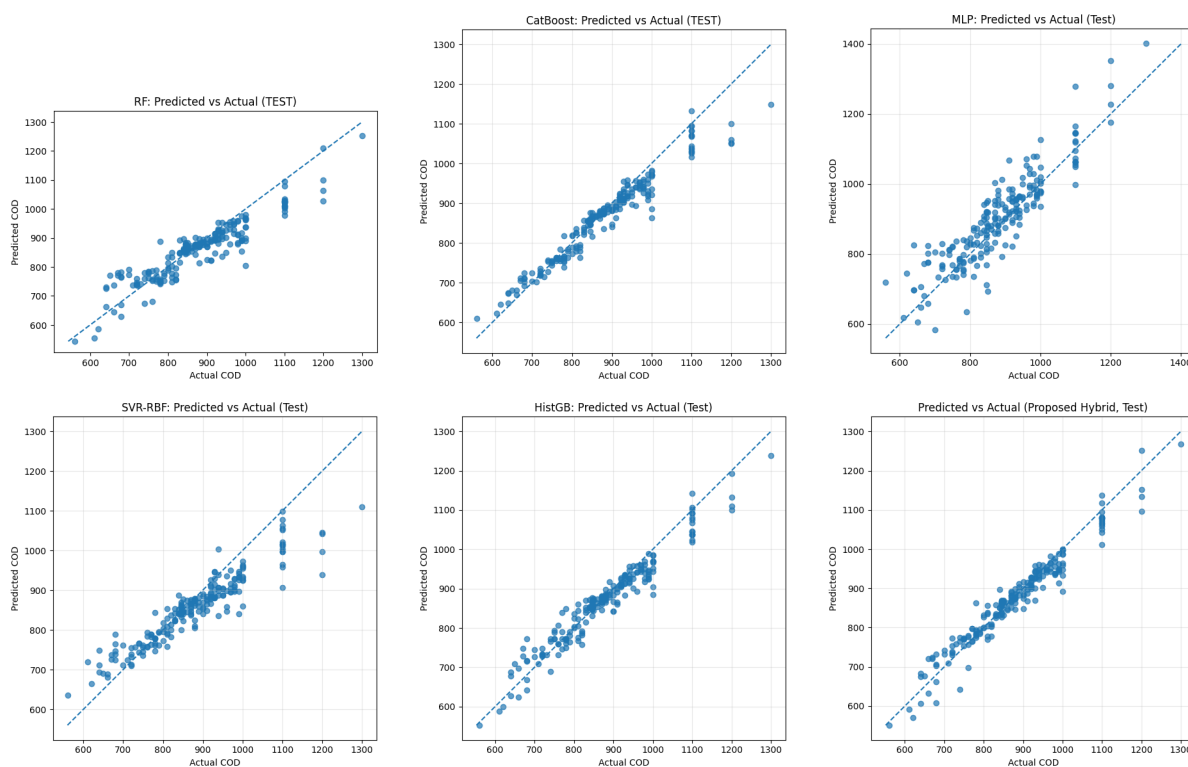 RF: Predicted vs Actual (TEST)
Predicted COD
1300
1200
1100
1000
900
800
700
600
600 700 800 900 1000 1100 1200 1300
Actual COD
CatBoost: Predicted vs Actual (TEST)
Predicted COD
1300
1200
1100
1000
900
800
700
600
600 700 800 900 1000 1100 1200 1300
Actual COD
MLP: Predicted vs Actual (Test)
Predicted COD
1400
1200
1000
800
600
600 800 1000 1200 1400
Actual COD
SVR-RBF: Predicted vs Actual (Test)
Predicted COD
1300
1200
1100
1000
900
800
700
600
600 700 800 900 1000 1100 1200 1300
Actual COD
HistGB: Predicted vs Actual (Test)
Predicted COD
1300
1200
1100
1000
900
800
700
600
600 700 800 900 1000 1100 1200 1300
Actual COD
Predicted vs Actual (Proposed Hybrid, Test)
Predicted COD
1300
1200
1100
1000
900
800
700
600
600 700 800 900 1000 1100 1200 1300
Actual COD